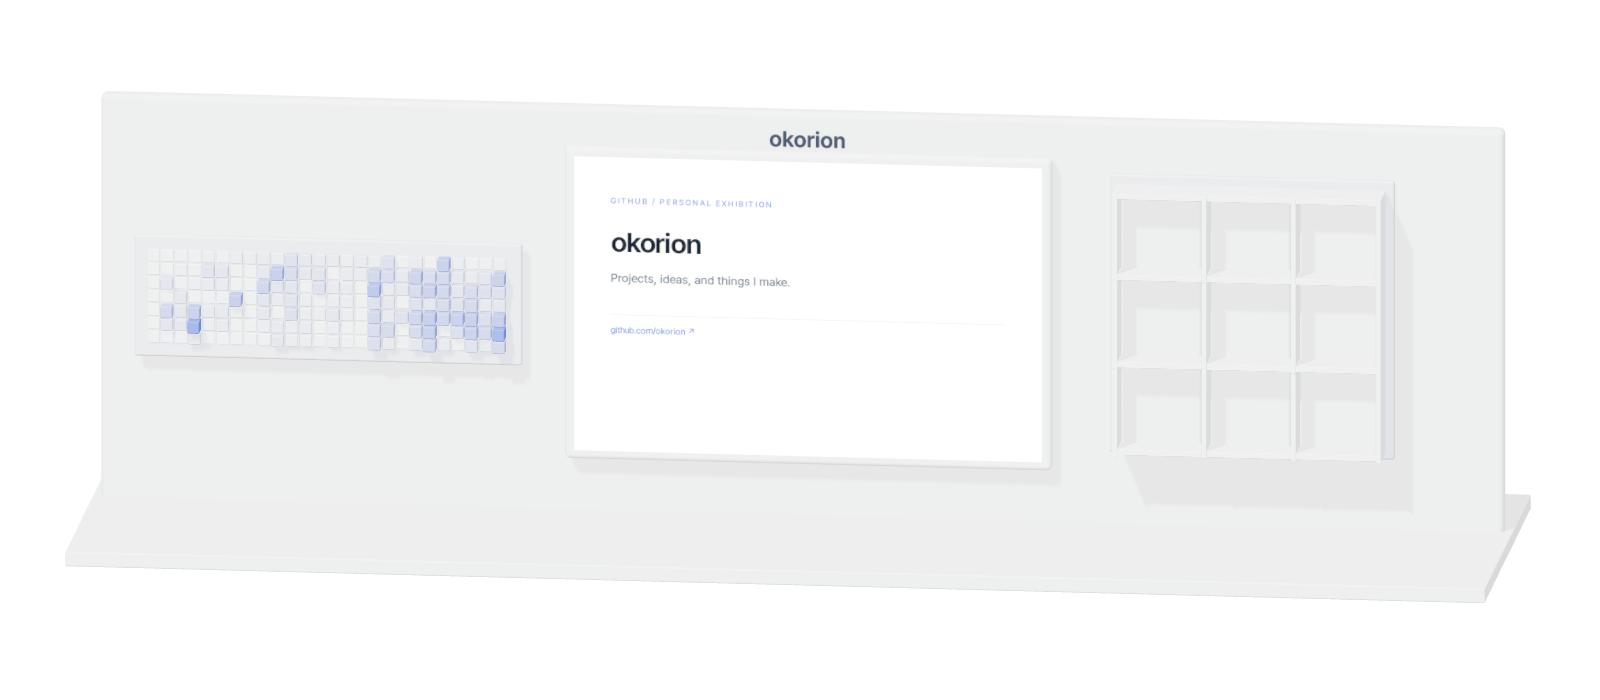 okorion
GITHUB / PERSONAL EXHIBITION
okorion
Projects, ideas, and things I make.
github.com/okorion ↗